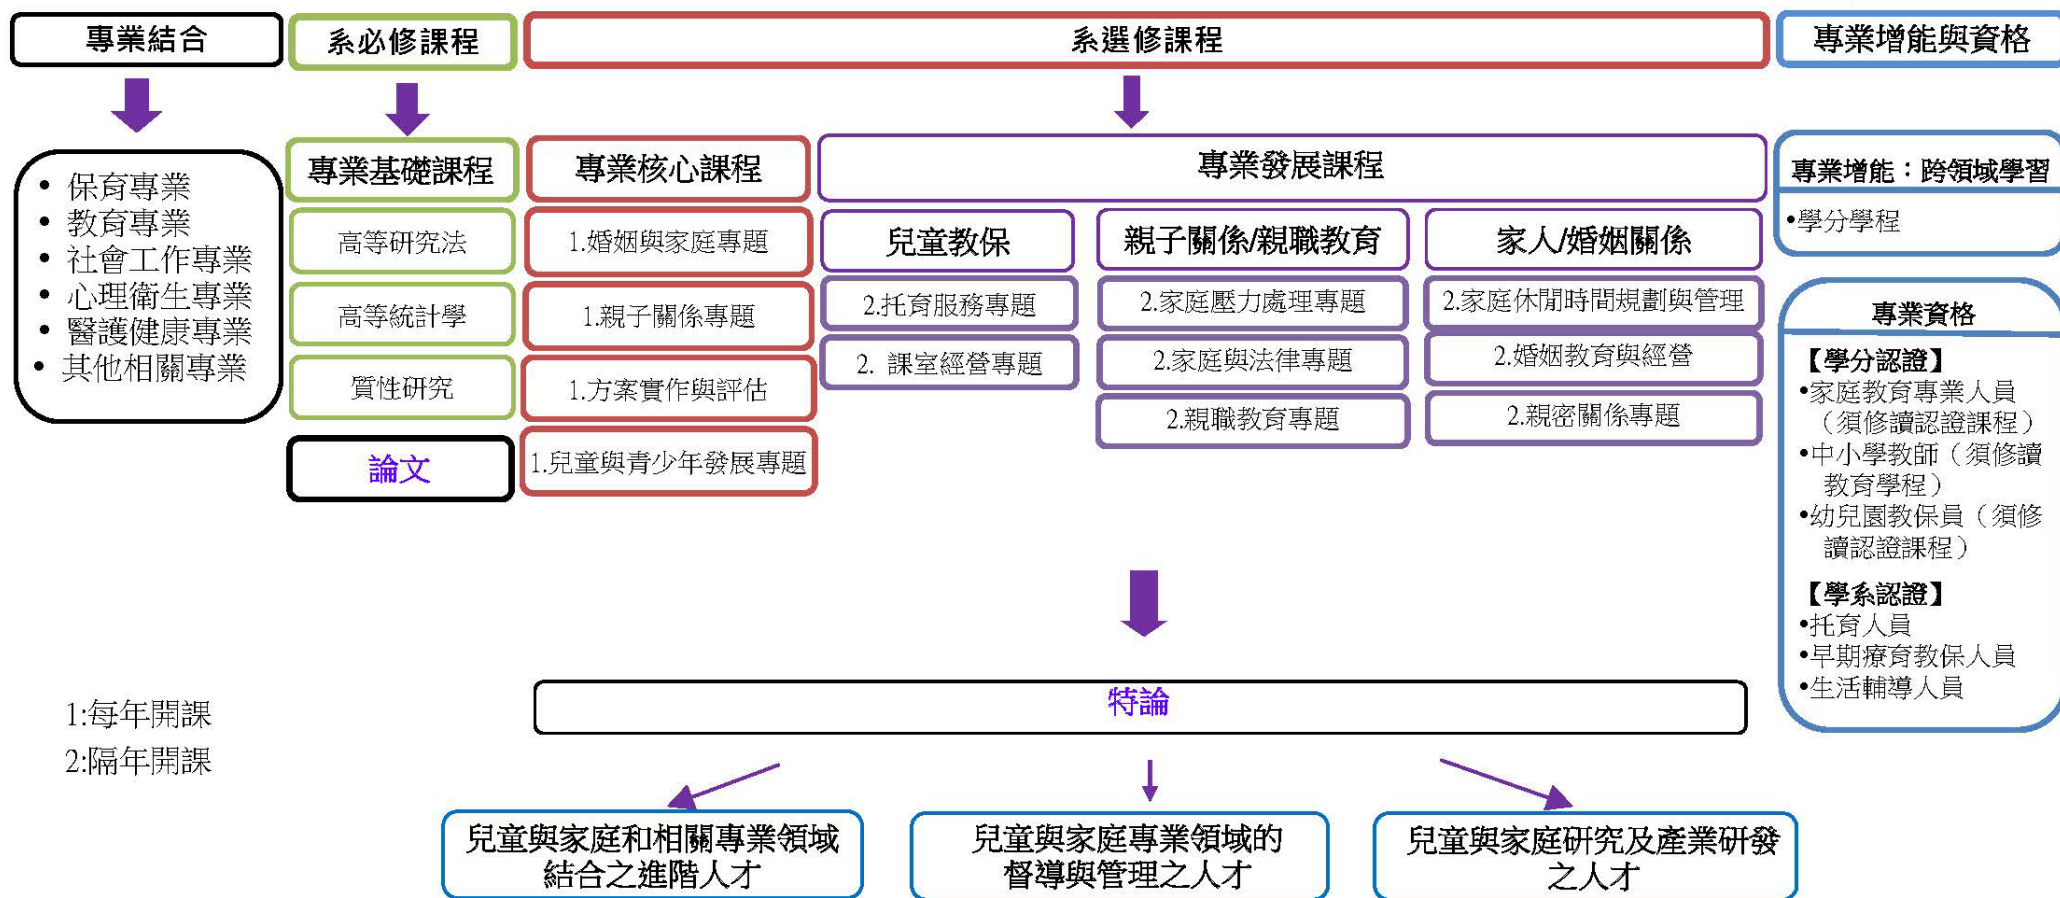 專業結合
系必修課程
系選修課程
專業增能與資格
• 保育專業
• 教育專業
• 社會工作專業
• 心理衛生專業
• 醫護健康專業
• 其他相關專業
專業基礎課程
高等研究法
高等統計學
質性研究
論文
專業核心課程
1.婚姻與家庭專題
1.親子關係專題
1.方案實作與評估
1.兒童與青少年發展專題
專業發展課程
兒童教保
2.托育服務專題
2. 課室經營專題
親子關係/親職教育
2.家庭壓力處理專題
2.家庭與法律專題
2.親職教育專題
家人/婚姻關係
2.家庭休閒時間規劃與管理
2.婚姻教育與經營
2.親密關係專題
專業增能：跨領域學習
•學分學程
專業資格
【學分認證】
•家庭教育專業人員
（須修讀認證課程）
•中小學教師（須修讀
教育學程）
•幼兒園教保員（須修
讀認證課程）
【學系認證】
•托育人員
•早期療育教保人員
•生活輔導人員
1:每年開課
2:隔年開課
特論
兒童與家庭和相關專業領域
結合之進階人才
兒童與家庭專業領域的
督導與管理之人才
兒童與家庭研究及產業研發
之人才